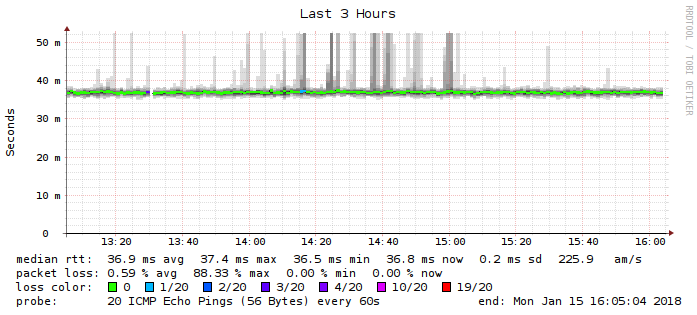 Last 3 Hours
RRDTOOL / TOBI OETIKER
Seconds
50 m
40 m
30 m
20 m
10 m
0
13:20 13:40 14:00 14:20 14:40 15:00 15:20 15:40 16:00
median rtt: 36.9 ms avg 37.4 ms max 36.5 ms min 36.8 ms now 0.2 ms sd 225.9 am/s
packet loss: 0.59 % avg 88.33 % max 0.00 % min 0.00 % now
loss color: 0 1/20 2/20 3/20 4/20 10/20 19/20
probe: 20 ICMP Echo Pings (56 Bytes) every 60s end: Mon Jan 15 16:05:04 2018